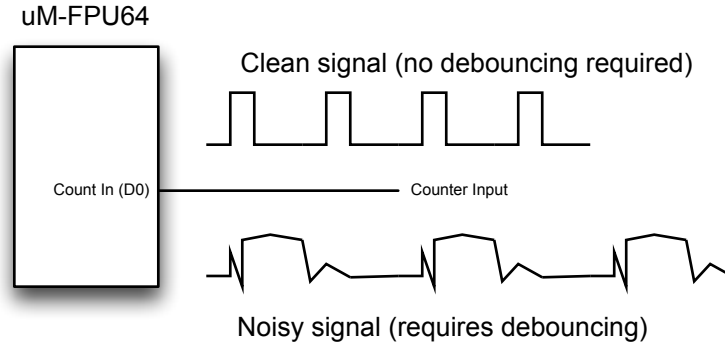 uM-FPU64
Clean signal (no debouncing required)
Count In (D0)
Counter Input
Noisy signal (requires debouncing)